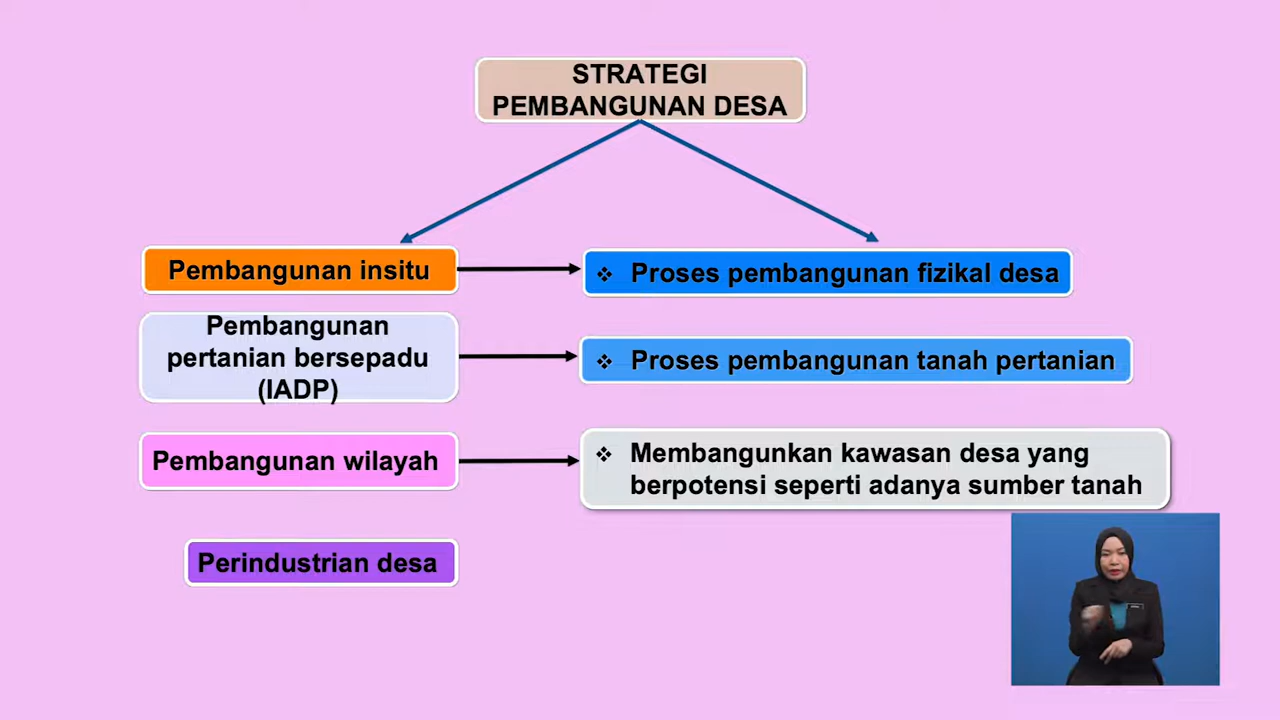 STRATEGI
PEMBANGUNAN DESA
Pembangunan insitu
❖ Proses pembangunan fizikal desa
Pembangunan
pertanian bersepadu
(IADP)
❖ Proses pembangunan tanah pertanian
Pembangunan wilayah
❖ Membangunkan kawasan desa yang
berpotensi seperti adanya sumber tanah
Perindustrian desa